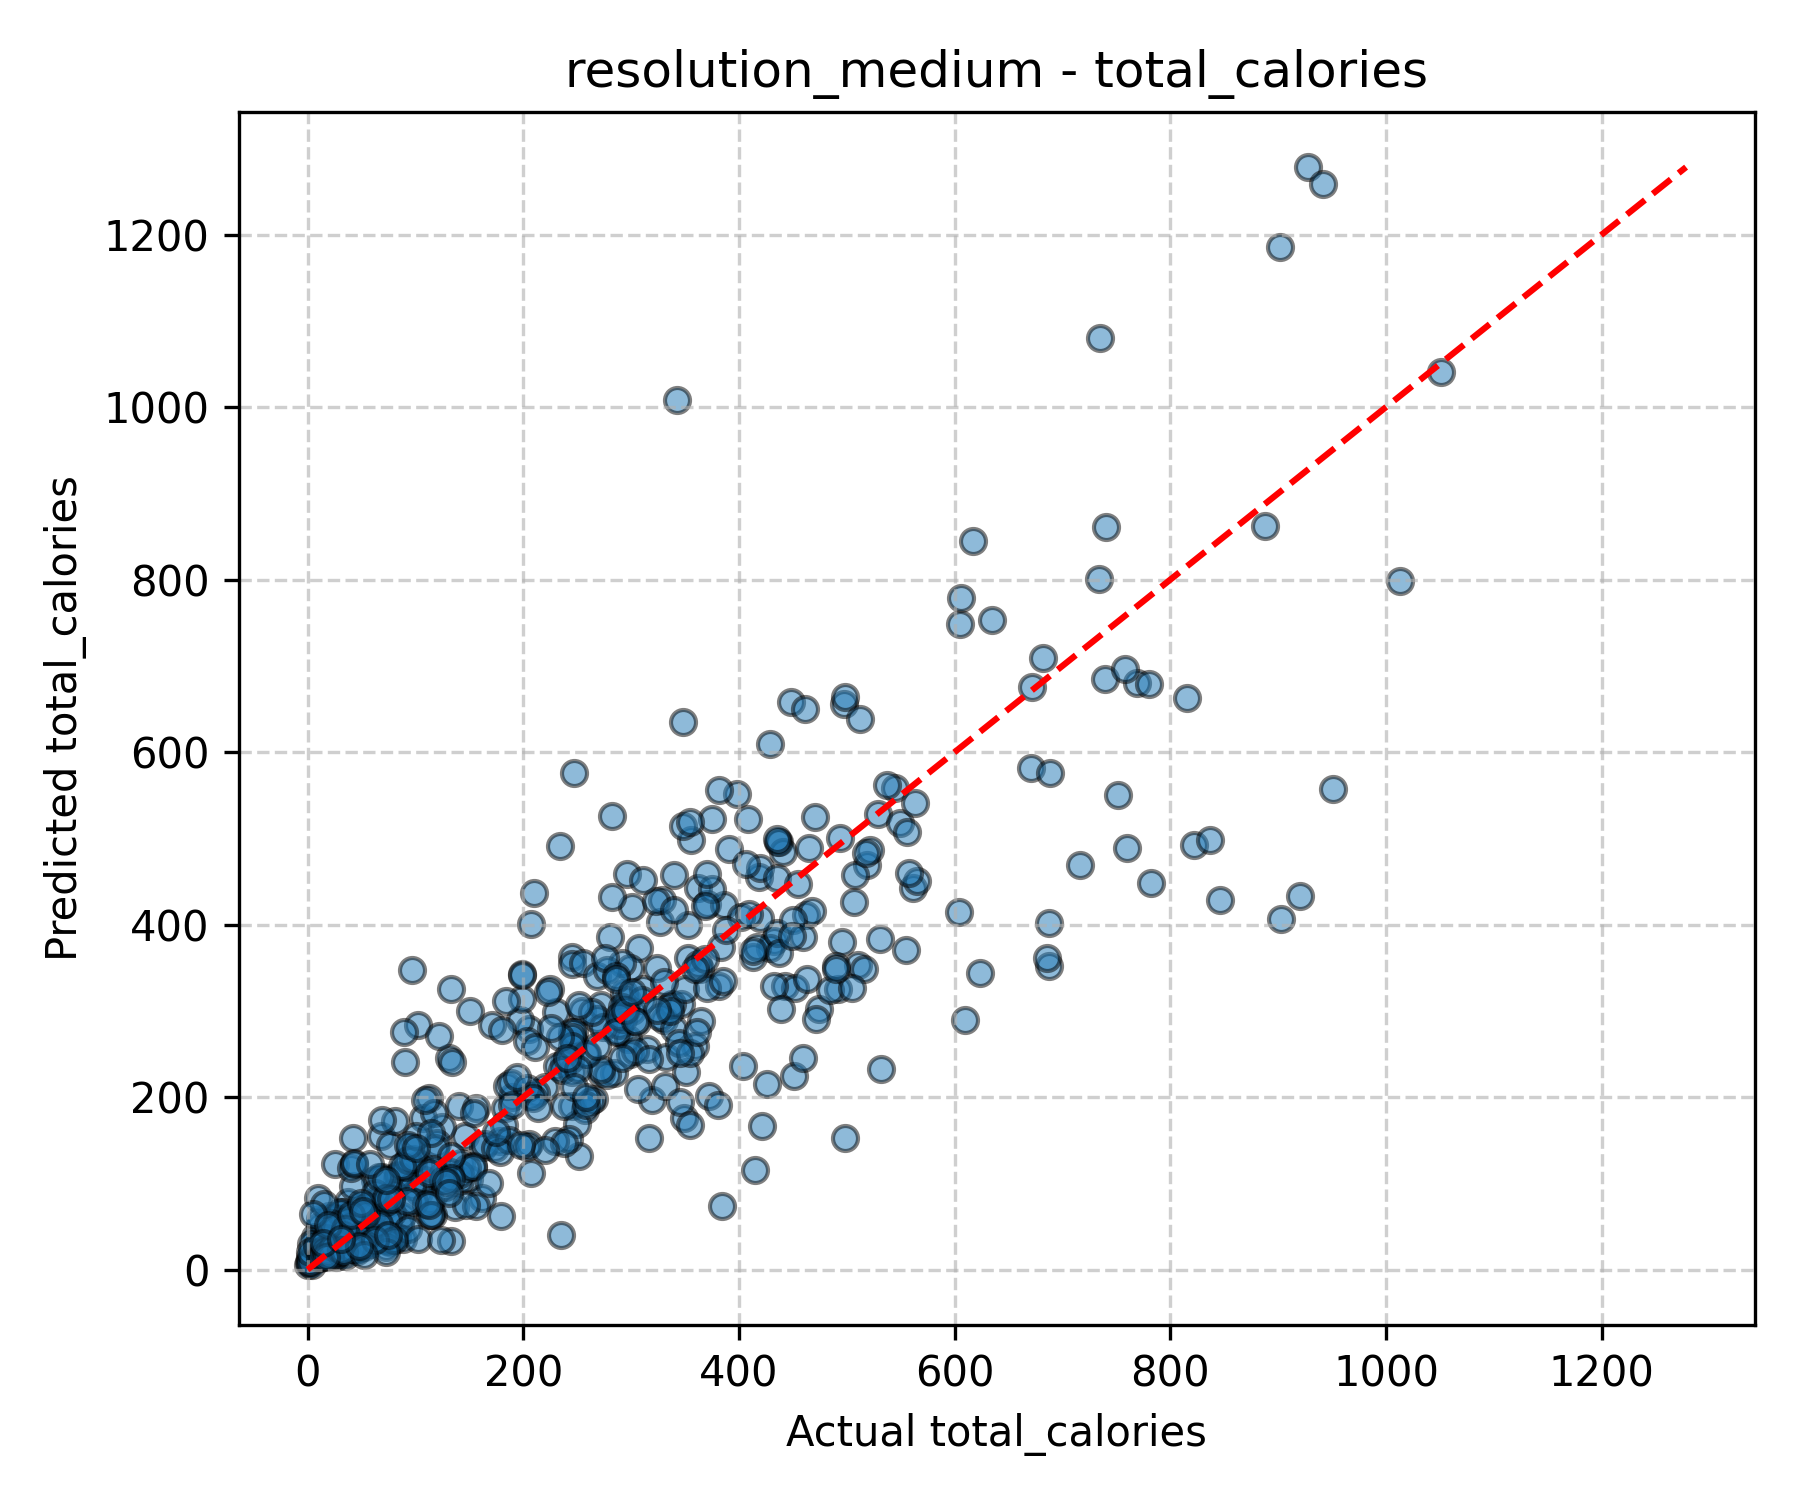 resolution_medium - total_calories
Predicted total_calories
1200
1000
800
600
400
200
0
0 200 400 600 800 1000 1200
Actual total_calories